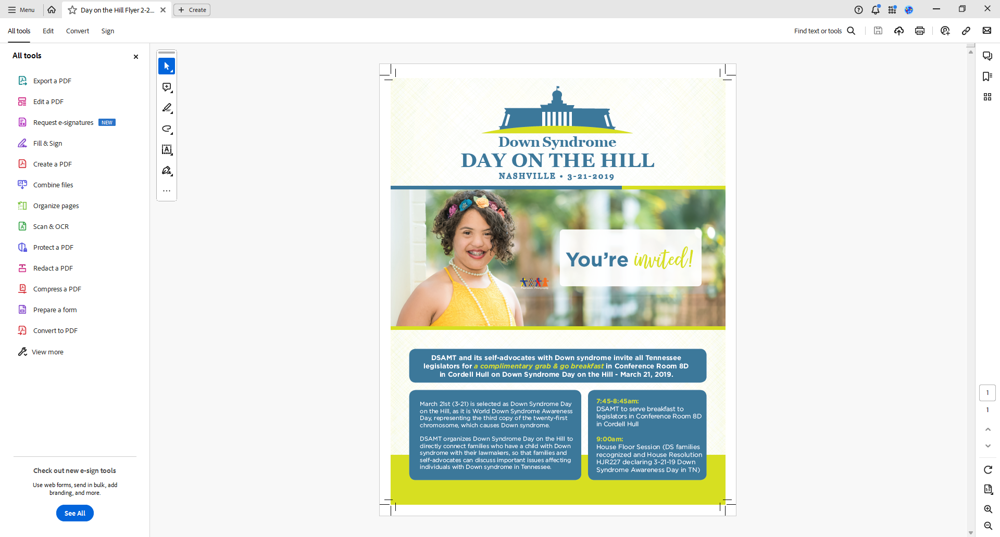 Menu
Day on the Hill Flyer 2-2...
Create
All tools
Edit
Convert
Sign
Find text or tools
All tools
Export a PDF
Edit a PDF
Request e-signatures NEW
Fill & Sign
Create a PDF
Combine files
Organize pages
Scan & OCR
Protect a PDF
Redact a PDF
Compress a PDF
Prepare a form
Convert to PDF
View more
Check out new e-sign tools
Use web forms, send in bulk, add
branding, and more.
See All
Down Syndrome
DAY ON THE HILL
NASHVILLE • 3-21-2019
You're invited!
DSAMT and its self-advocates with Down syndrome invite all Tennessee
legislators for a complimentary grab & go breakfast in Conference Room 8D
in Cordell Hull on Down Syndrome Day on the Hill - March 21, 2019.
March 21st (3-21) is selected as Down Syndrome Day
on the Hill, as it is World Down Syndrome Awareness
Day, representing the third copy of the twenty-first
chromosome, which causes Down syndrome.
DSAMT organizes Down Syndrome Day on the Hill to
directly connect families who have a child with Down
syndrome with their lawmakers, so that families and
self-advocates can discuss important issues affecting
individuals with Down syndrome in Tennessee.
7:45-8:45am:
DSAMT to serve breakfast to
legislators in Conference Room 8D
in Cordell Hull
9:00am:
House Floor Session (DS families
recognized and House Resolution
HJR227 declaring 3-21-19 Down
Syndrome Awareness Day in TN)
1
1
1:1